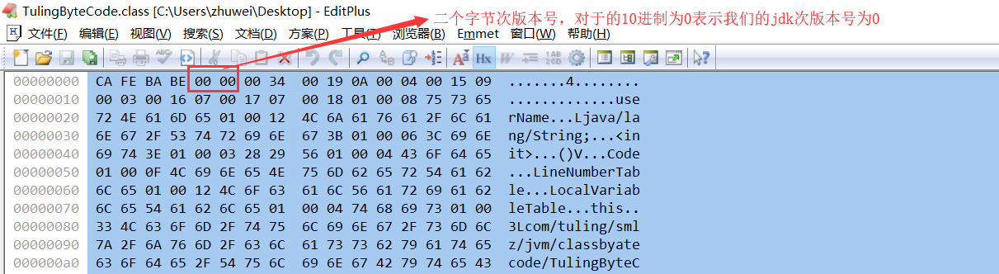 TulingByteCode.class [C:\Users\zhuwei\Desktop] - EditPlus
二个字节次版本号，对于的10进制为0表示我们的jdk次版本号为0
文件(F) 编辑(E) 视图(V) 搜索(S) 文档(D) 方案(P) 工具(T) 浏览器(B) Emmet 窗口(W) 帮助(H)
Hx W
00000000 CA FE BA BE 00 00 00 34 00 19 0A 00 04 00 15 09 .......4........
00000010 00 03 00 16 07 00 17 07 00 18 01 00 08 75 73 65 .............use
00000020 72 4E 61 6D 65 01 00 12 4C 6A 61 76 61 2F 6C 61 rName...Ljava/la
00000030 6E 67 2F 53 74 72 69 6E 67 3B 01 00 06 3C 69 6E ng/String;...<in
00000040 69 74 3E 01 00 03 28 29 56 01 00 04 43 6F 64 65 it>...()V...Code
00000050 01 00 0F 4C 69 6E 65 4E 75 6D 62 65 72 54 61 62 ...LineNumberTab
00000060 6C 65 01 00 12 4C 6F 63 61 6C 56 61 72 69 61 62 le...LocalVariab
00000070 6C 65 54 61 62 6C 65 01 00 04 74 68 69 73 01 00 leTable...this..
00000080 33 4C 63 6F 6D 2F 74 75 6C 69 6E 67 2F 73 6D 6C 3Lcom/tuling/sml
00000090 7A 2F 6A 76 6D 2F 63 6C 61 73 73 62 79 61 74 65 z/jvm/classbyate
000000a0 63 6F 64 65 2F 54 75 6C 69 6E 67 42 79 74 65 43 code/TulingByteC